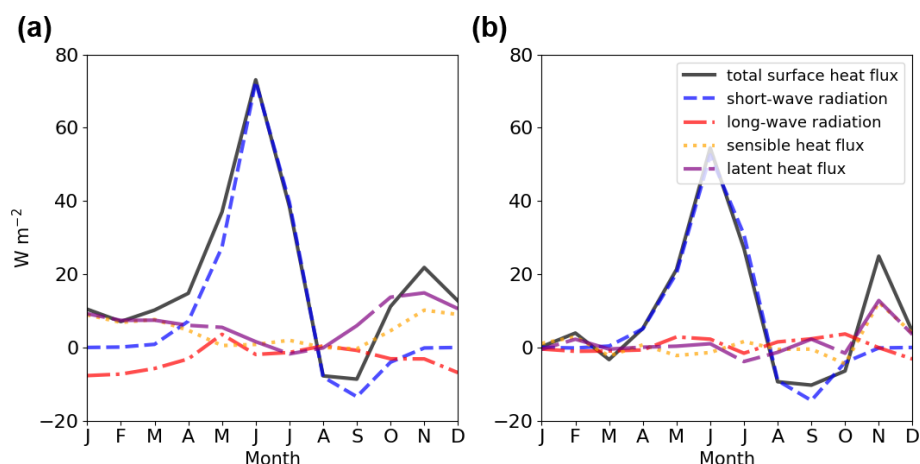 (a)
(b)
80
60
40
20
0
−20
W m−2
J F M A M J J A S O N D
Month
80
60
40
20
0
−20
J F M A M J J A S O N D
Month
total surface heat flux
short-wave radiation
long-wave radiation
sensible heat flux
latent heat flux